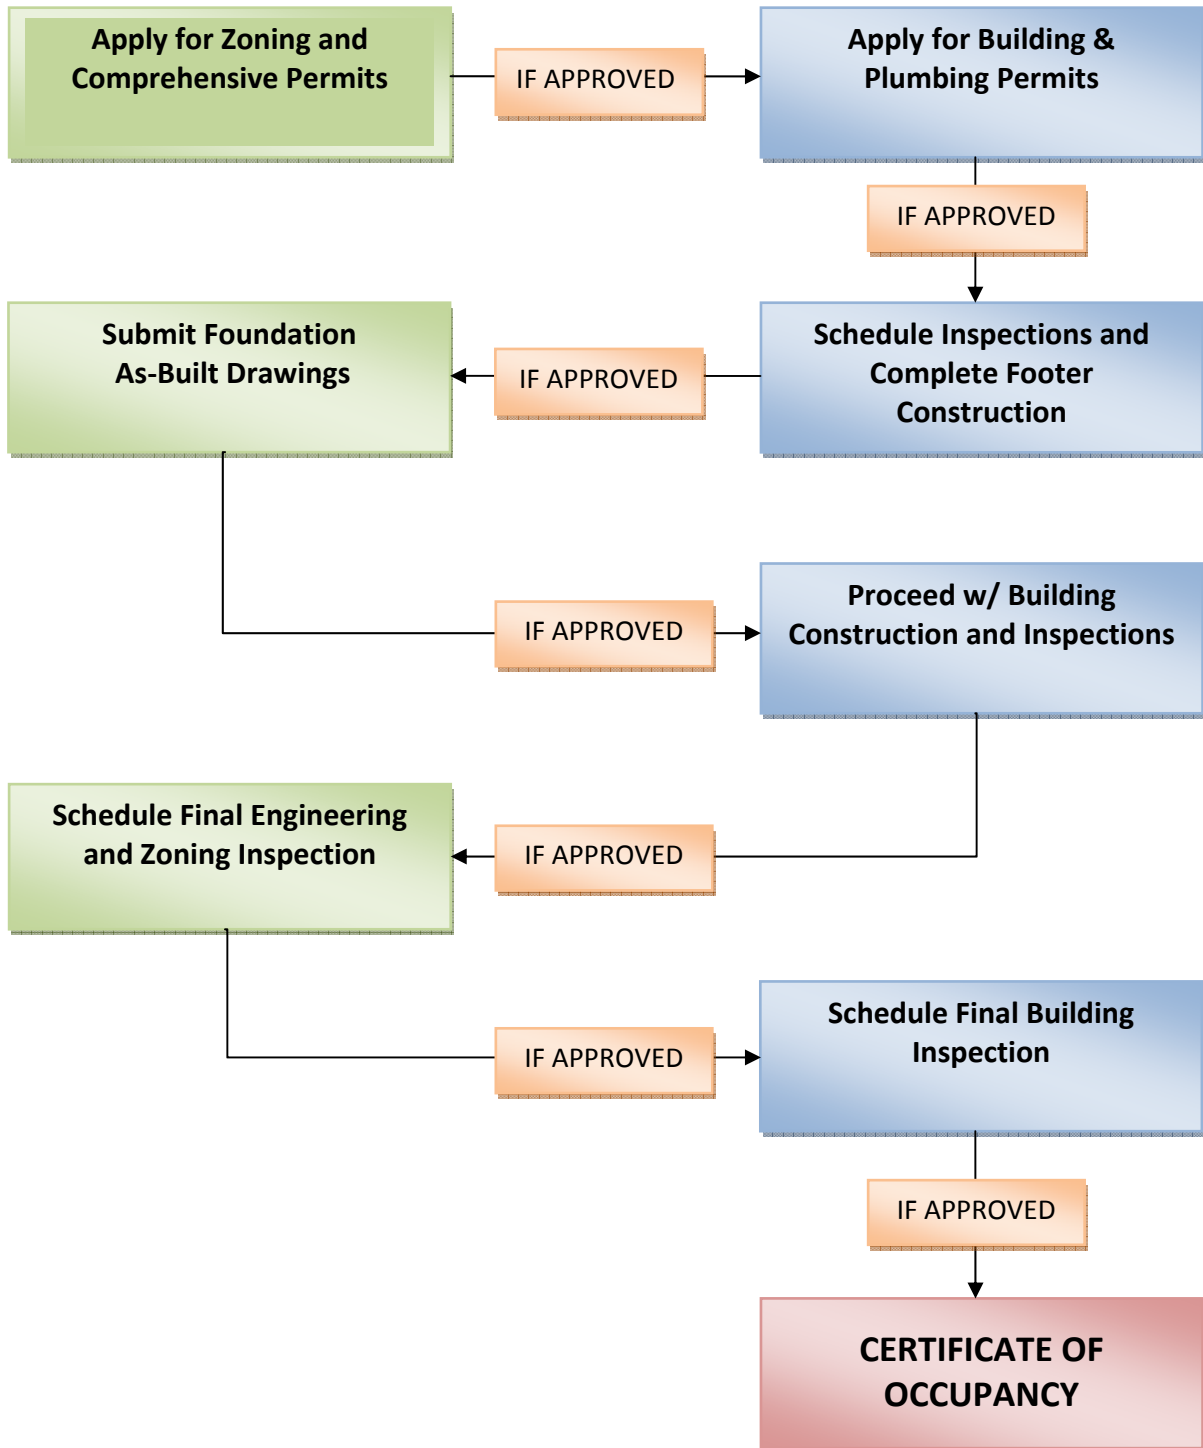 Apply for Zoning and
Comprehensive Permits
IF APPROVED
Apply for Building &
Plumbing Permits
IF APPROVED
Schedule Inspections and
Complete Footer
Construction
IF APPROVED
Submit Foundation
As-Built Drawings
IF APPROVED
Proceed w/ Building
Construction and Inspections
IF APPROVED
Schedule Final Engineering
and Zoning Inspection
IF APPROVED
Schedule Final Building
Inspection
IF APPROVED
CERTIFICATE OF
OCCUPANCY